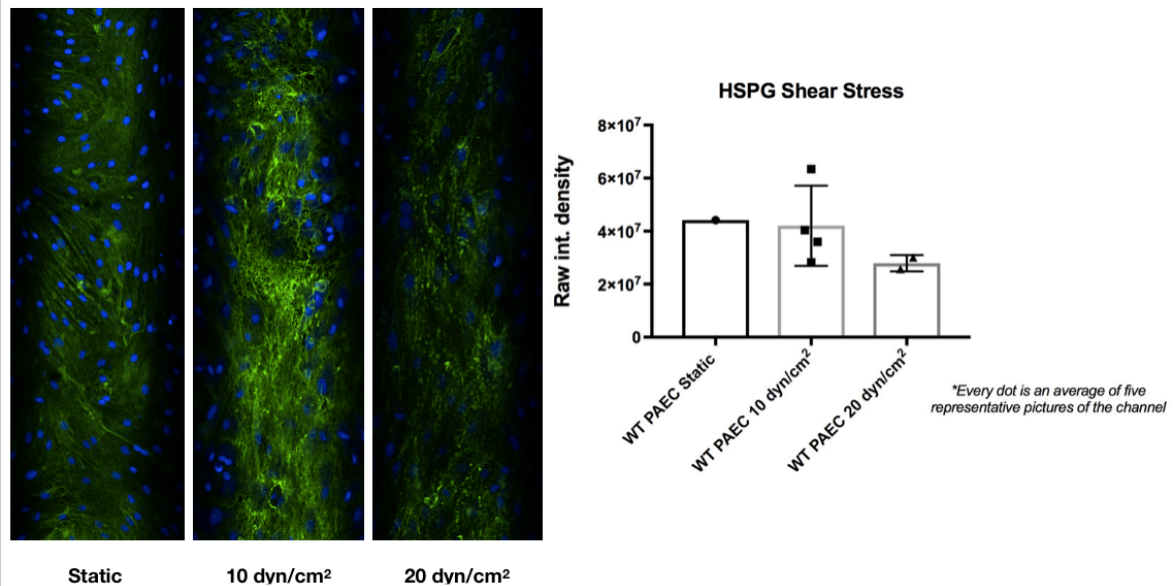 HSPG Shear Stress
Raw int. density
8×10⁷
6×10⁷
4×10⁷
2×10⁷
0
WT PAEC Static
WT PAEC 10 dyn/cm²
WT PAEC 20 dyn/cm²
*Every dot is an average of five
representative pictures of the channel
Static
10 dyn/cm²
20 dyn/cm²